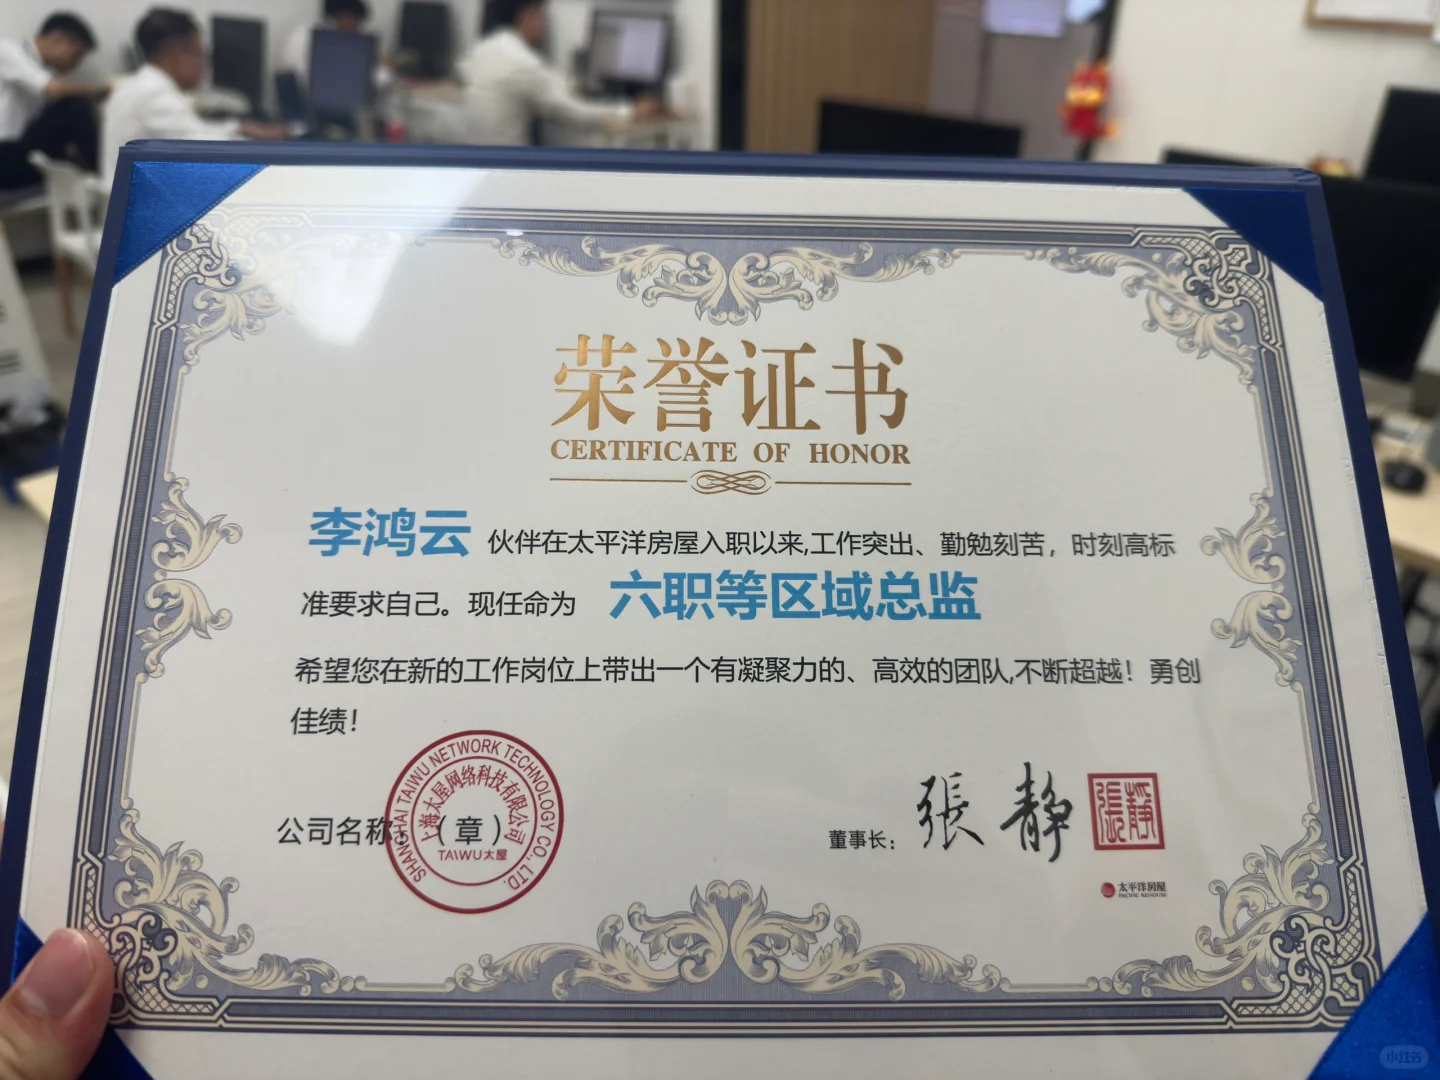 荣誉证书
CERTIFICATE OF HONOR
李鸿云 伙伴在太平洋房屋入职以来,工作突出、勤勉刻苦，时刻高标
准要求自己。现任命为 六职等区域总监
希望您在新的工作岗位上带出一个有凝聚力的、高效的团队,不断超越！勇创
佳绩！
公司名称：（章）
SHANGHAI TAIWU NETWORK TECHNOLOGY CO., LTD.
上海太屋网络科技有限公司
TAIWU太屋
董事长：張静
張靜
太平洋房屋
PACIFIC REHOUSE
小红书